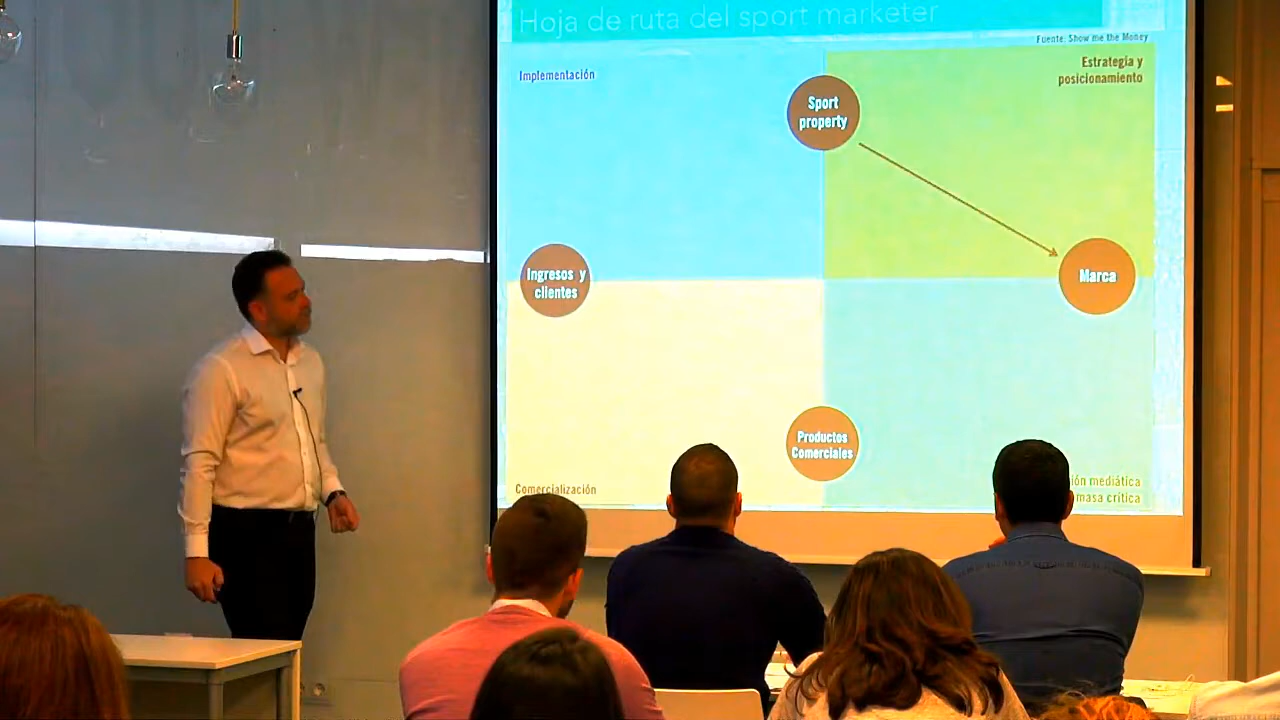 Hoja de ruta del sport marketer
Fuente: Show me the Money
Implementación
Estrategia y
posicionamiento
Sport
property
Ingresos y
clientes
Marca
Productos
Comerciales
Comercialización
mediática
masa crítica